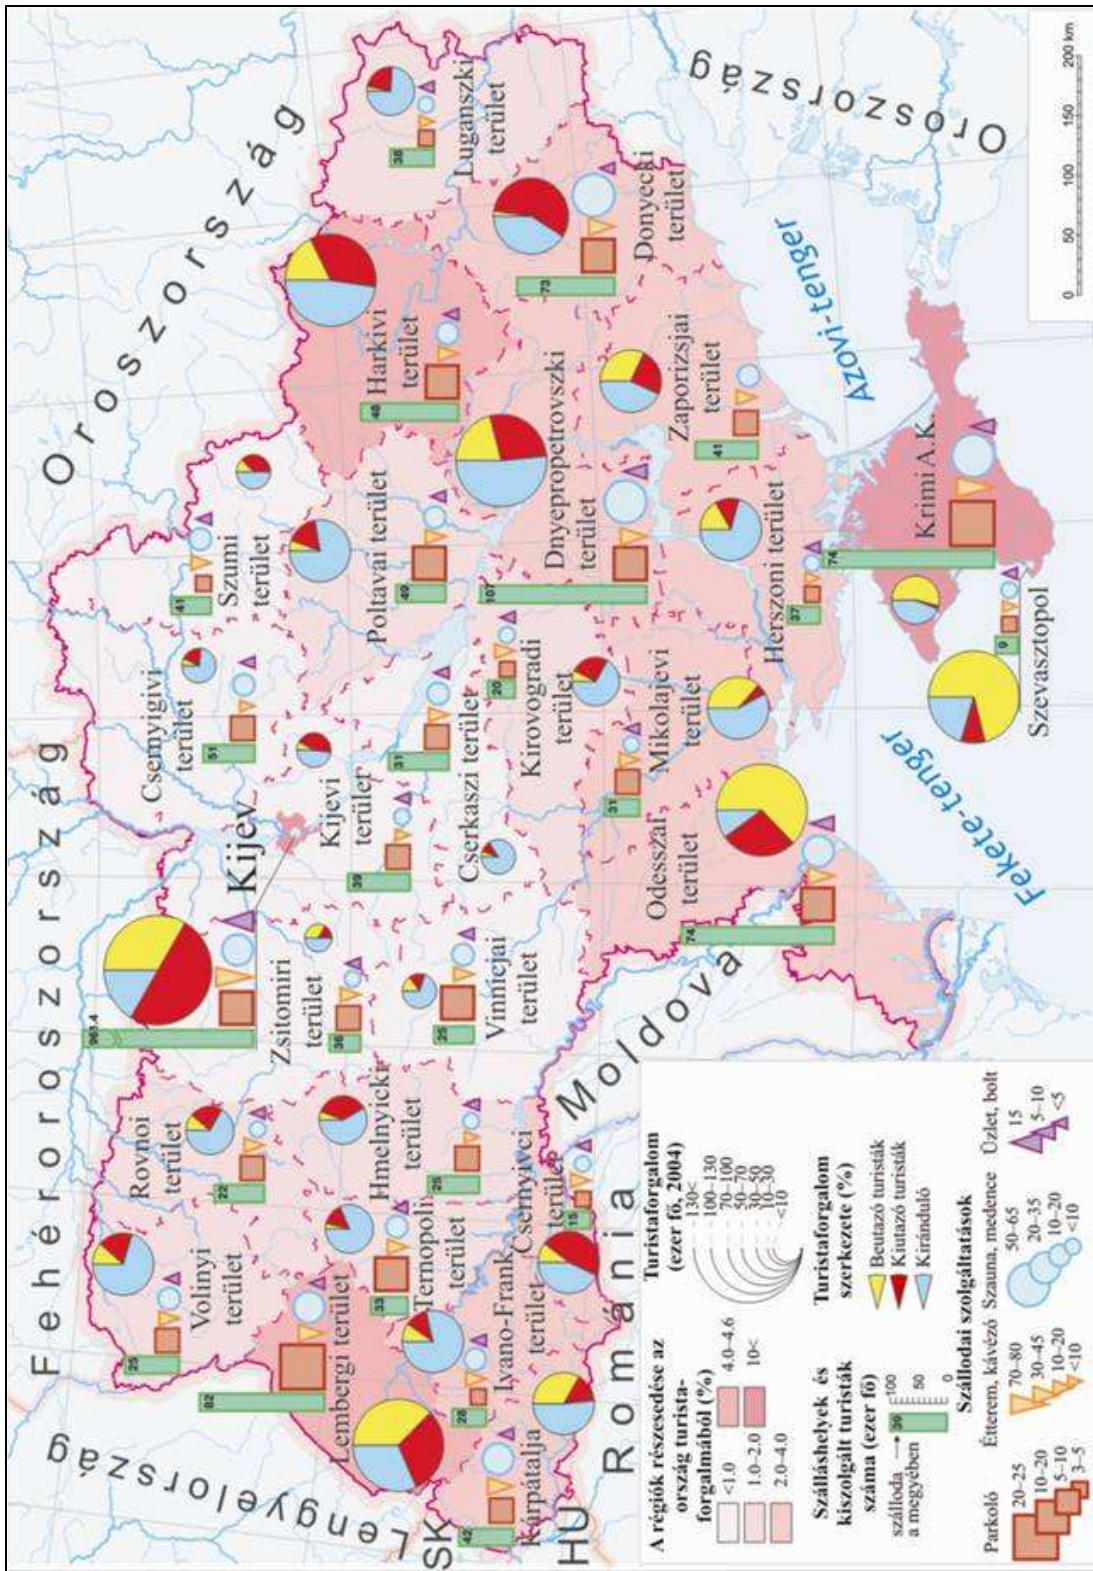 Fehéroroszország
Oroszország
Oroszország
Lengyelország
SK
HU
Románia
Moldova
Fekete-tenger
Azovi-tenger
25
Volinyi
terület
22
Rovnoi
terület
961.4
Kijev
36
Zsitomiri
terület
39
Kijevi
51
Csernyigivi
terület
41
Szumi
terület
82
Lembergi terület
33
Ternopoli
terület
25
Hmelnyicki
terület
25
Vinnicjai
terület
31
Cserkaszi terület
49
Poltavai terület
48
Harkivi
terület
38
Luganszki
terület
42
Kárpátalja
28
Ivano-Frank.
terület
15
Csernyivci
terület
20
Kirovogradi
terület
107
Dnyepropetrovszki
terület
73
Donyecki
terület
74
Odesszai
terület
31
Mikolajevi
terület
37
Herszoni terület
41
Zaporizsjai
terület
74
Krimi A.K.
9
Szevasztopol
0 50 100 150 200 km
A régiók részesedése az
ország turista-
forgalmából (%)
<1.0
1.0–2.0
2.0–4.0
4.0–4.6
10<
Turistaforgalom
(ezer fő, 2004)
130<
100–130
70–100
50–70
30–50
10–30
<10
Szálláshelyek és
kiszolgált turisták
száma (ezer fő)
szálloda
a megyében
39
100
50
0
Turistaforgalom
szerkezete (%)
Beutazó turisták
Kiutazó turisták
Kiránduló
Szállodai szolgáltatások
Parkoló
20–25
10–20
5–10
3–5
Étterem, kávézó
70–80
30–45
10–20
<10
Szauna, medence
50–65
20–35
10–20
<10
Üzlet, bolt
15
5–10
<5